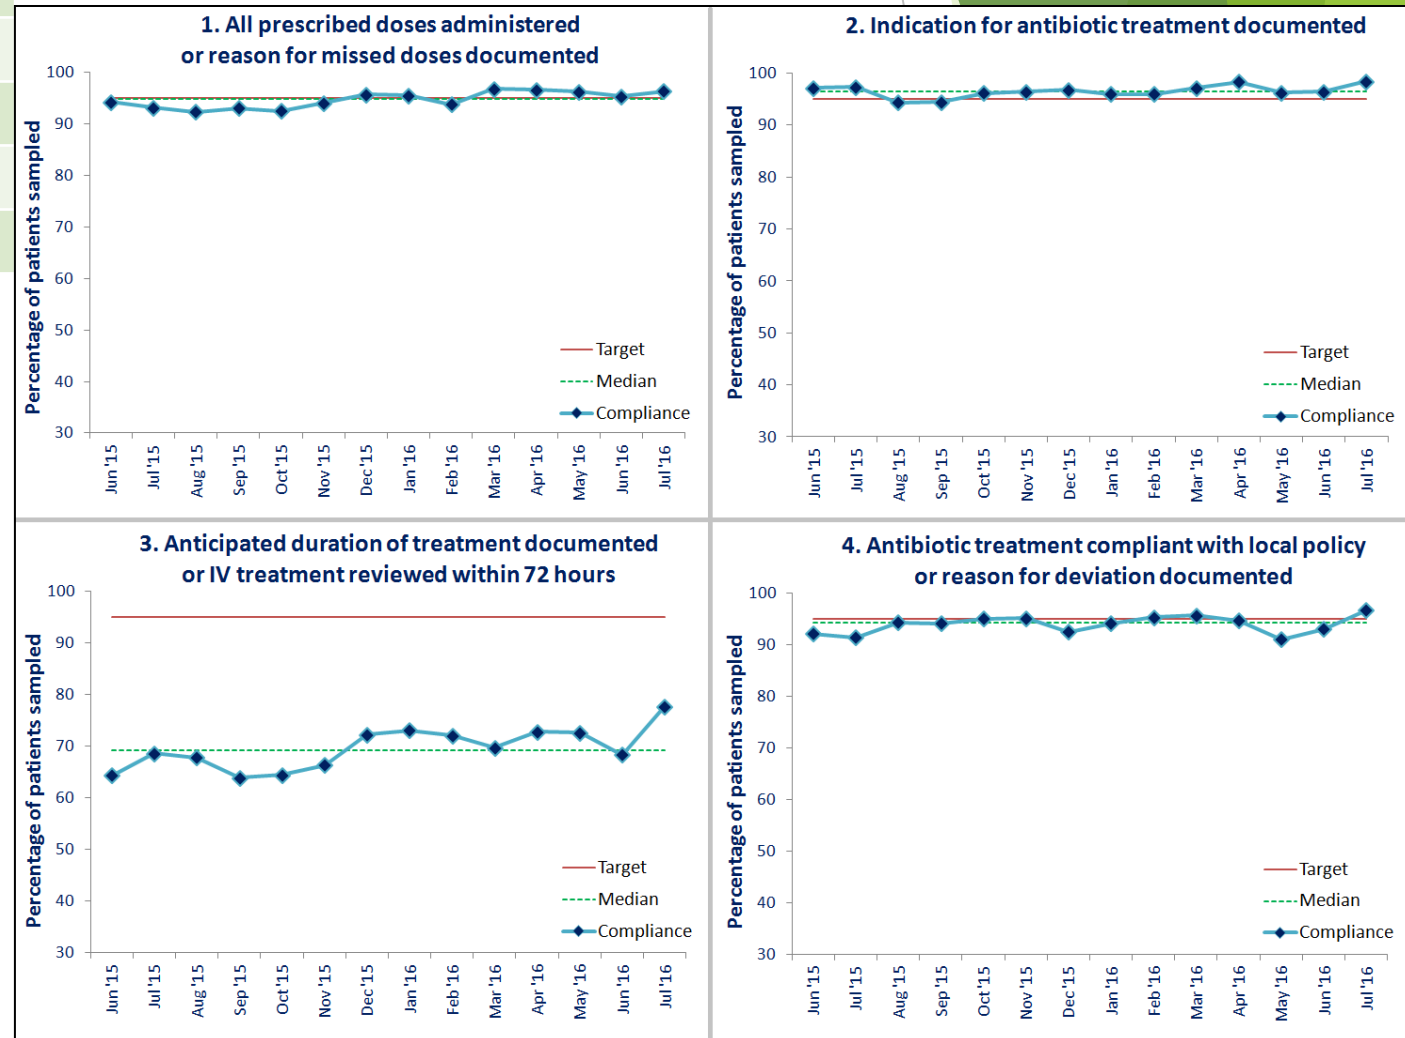 1. All prescribed doses administered
or reason for missed doses documented
Percentage of patients sampled
100
90
80
70
60
50
40
30
Target
Median
Compliance
Jun '15
Jul '15
Aug '15
Sep '15
Oct '15
Nov '15
Dec '15
Jan '16
Feb '16
Mar '16
Apr '16
May '16
Jun '16
Jul '16
2. Indication for antibiotic treatment documented
Percentage of patients sampled
100
90
80
70
60
50
40
30
Target
Median
Compliance
Jun '15
Jul '15
Aug '15
Sep '15
Oct '15
Nov '15
Dec '15
Jan '16
Feb '16
Mar '16
Apr '16
May '16
Jun '16
Jul '16
3. Anticipated duration of treatment documented
or IV treatment reviewed within 72 hours
Percentage of patients sampled
100
90
80
70
60
50
40
30
Target
Median
Compliance
Jun '15
Jul '15
Aug '15
Sep '15
Oct '15
Nov '15
Dec '15
Jan '16
Feb '16
Mar '16
Apr '16
May '16
Jun '16
Jul '16
4. Antibiotic treatment compliant with local policy
or reason for deviation documented
Percentage of patients sampled
100
90
80
70
60
50
40
30
Target
Median
Compliance
Jun '15
Jul '15
Aug '15
Sep '15
Oct '15
Nov '15
Dec '15
Jan '16
Feb '16
Mar '16
Apr '16
May '16
Jun '16
Jul '16